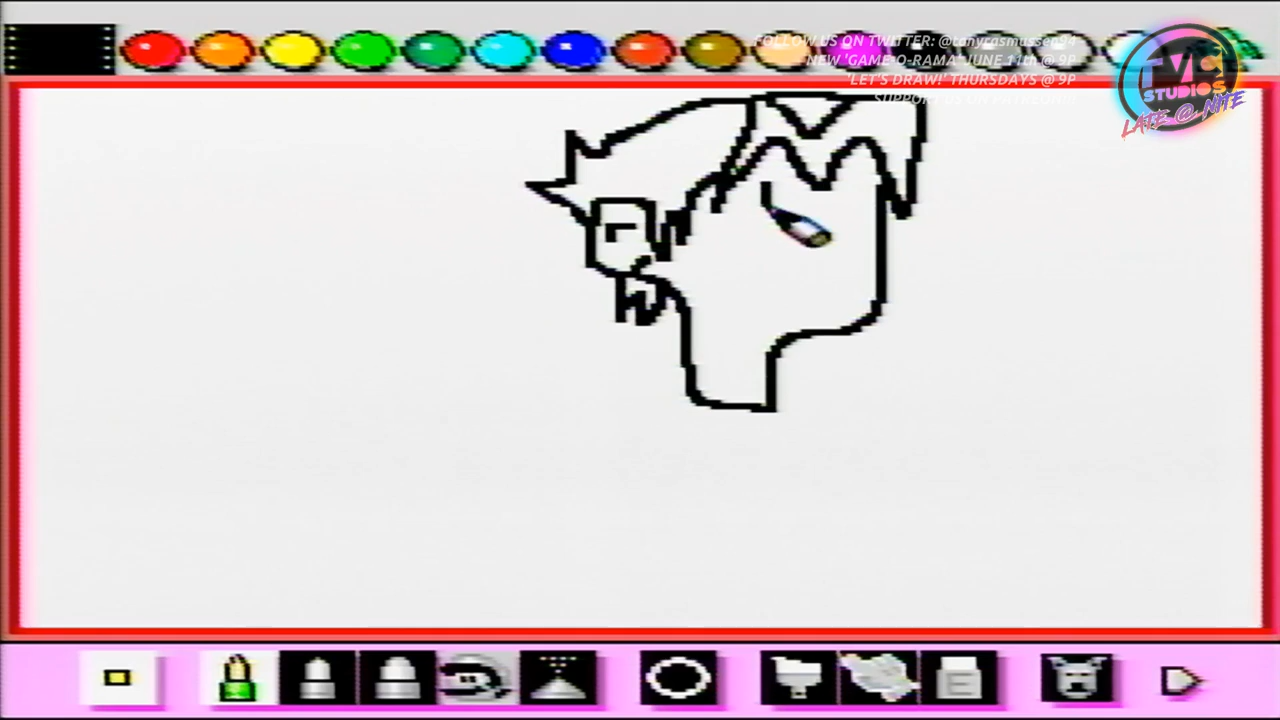 FOLLOW US ON TWITTER: @tonyrasmussen94
NEW 'GAME-O-RAMA' JUNE 11th @ 9P
'LET'S DRAW!' THURSDAYS @ 9P
SUPPORT US ON PATREON!!!
TVC
STUDIOS
LATE @ NITE